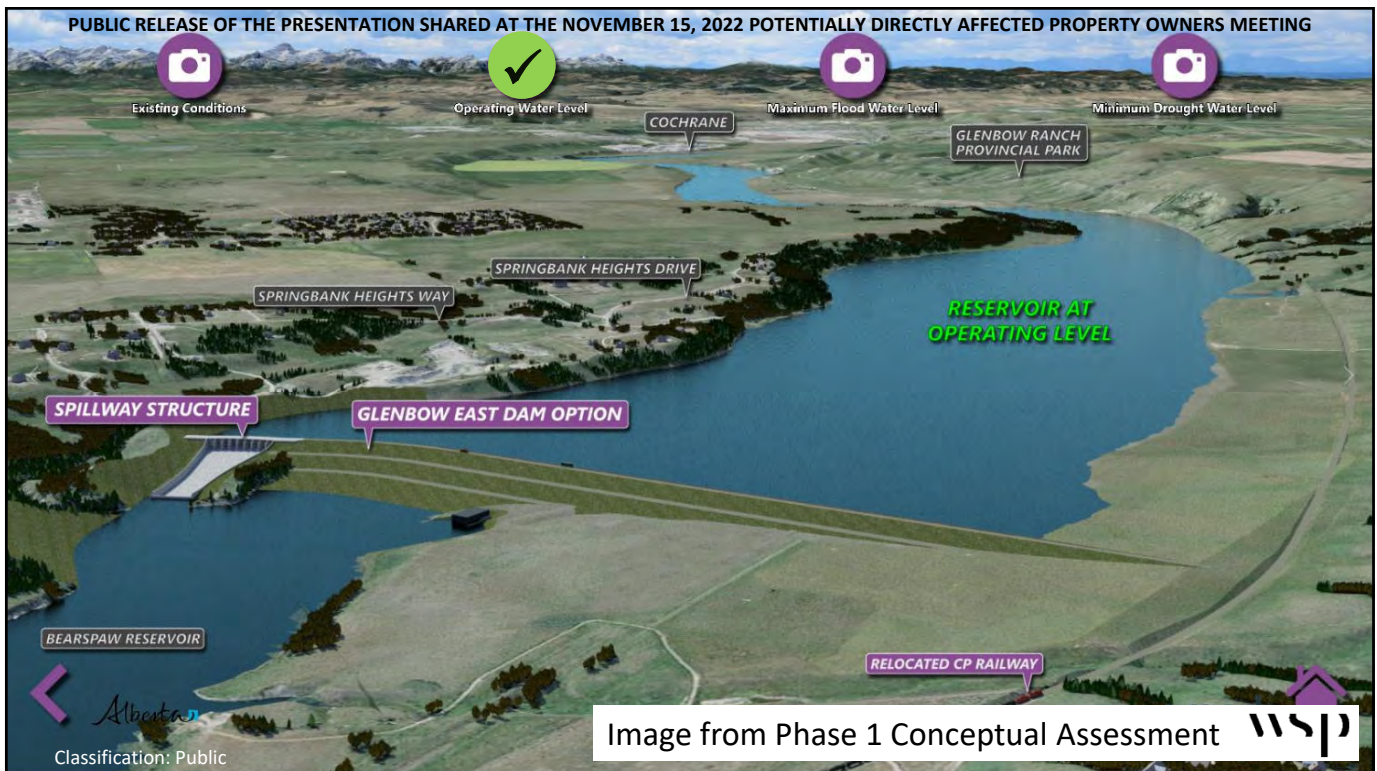 PUBLIC RELEASE OF THE PRESENTATION SHARED AT THE NOVEMBER 15, 2022 POTENTIALLY DIRECTLY AFFECTED PROPERTY OWNERS MEETING
Existing Conditions
Operating Water Level
Maximum Flood Water Level
Minimum Drought Water Level
COCHRANE
GLENBOW RANCH
PROVINCIAL PARK
SPRINGBANK HEIGHTS DRIVE
SPRINGBANK HEIGHTS WAY
RESERVOIR AT
OPERATING LEVEL
SPILLWAY STRUCTURE
GLENBOW EAST DAM OPTION
BEARSPAW RESERVOIR
RELOCATED CP RAILWAY
Alberta
Image from Phase 1 Conceptual Assessment
wsp
Classification: Public